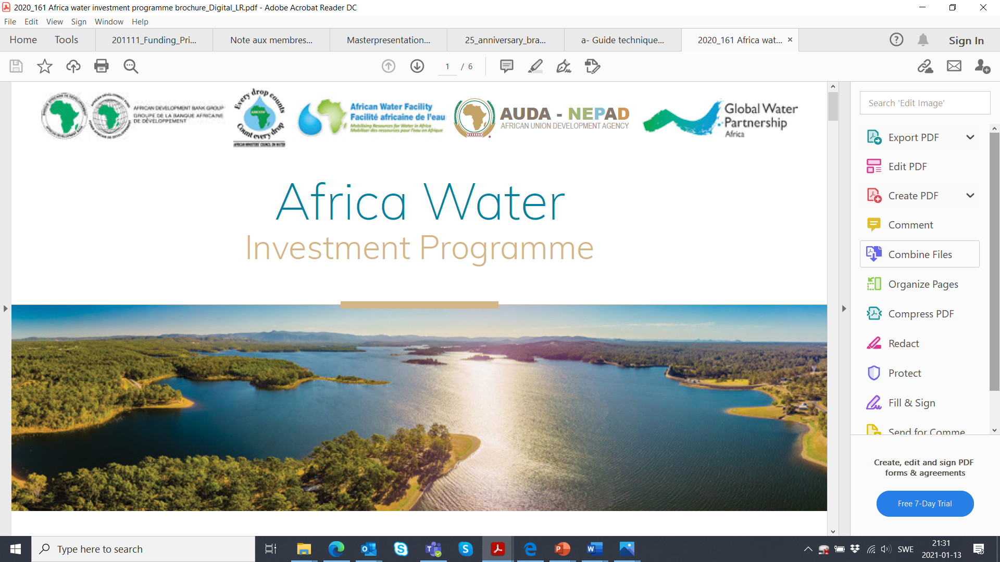 2020_161 Africa water investment programme brochure_Digital_LR.pdf - Adobe Acrobat Reader DC
File Edit View Sign Window Help
Home Tools 201111_Funding_Pri... Note aux membres... Masterpresentation... 25_anniversary_bra... a- Guide technique... 2020_161 Africa wat...
Sign In
1 / 6
AFRICAN DEVELOPMENT BANK GROUP
GROUPE DE LA BANQUE AFRICAINE
DE DÉVELOPPEMENT
Every drop counts
Count every drop
AFRICAN MINISTERS' COUNCIL ON WATER
African Water Facility
Facilité africaine de l'eau
Mobilising Resources for Water in Africa
Mobiliser des ressources pour l'eau en Afrique
AUDA - NEPAD
AFRICAN UNION DEVELOPMENT AGENCY
Global Water
Partnership
Africa
Africa Water
Investment Programme
Search 'Edit Image'
Export PDF
Edit PDF
Create PDF
Comment
Combine Files
Organize Pages
Compress PDF
Redact
Protect
Fill & Sign
Send for Comme
Create, edit and sign PDF
forms & agreements
Free 7-Day Trial
Type here to search
SWE
21:31
2021-01-13